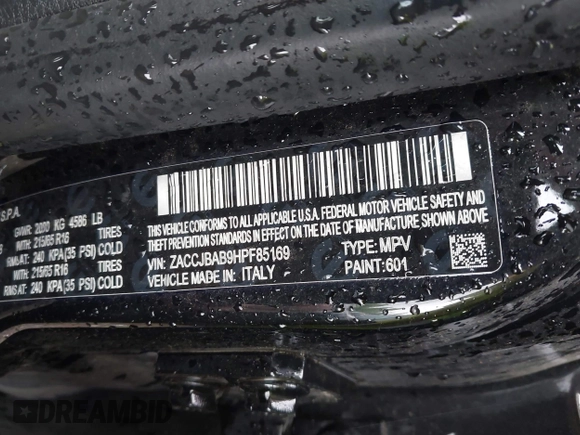 S.P.A.
GVWR: 2080 KG 4586 LB
WITH 215/65 R16 TIRES
RIMS AT: 240 KPA(35 PSI) COLD
WITH 215/65 R16 TIRES
RIMS AT: 240 KPA(35 PSI) COLD
THIS VEHICLE CONFORMS TO ALL APPLICABLE U.S.A. FEDERAL MOTOR VEHICLE SAFETY AND
THEFT PREVENTION STANDARDS IN EFFECT ON THE DATE OF MANUFACTURE SHOWN ABOVE.
VIN: ZACCJBAB9HPF85169 TYPE: MPV
VEHICLE MADE IN: ITALY PAINT:601
DREAMBID